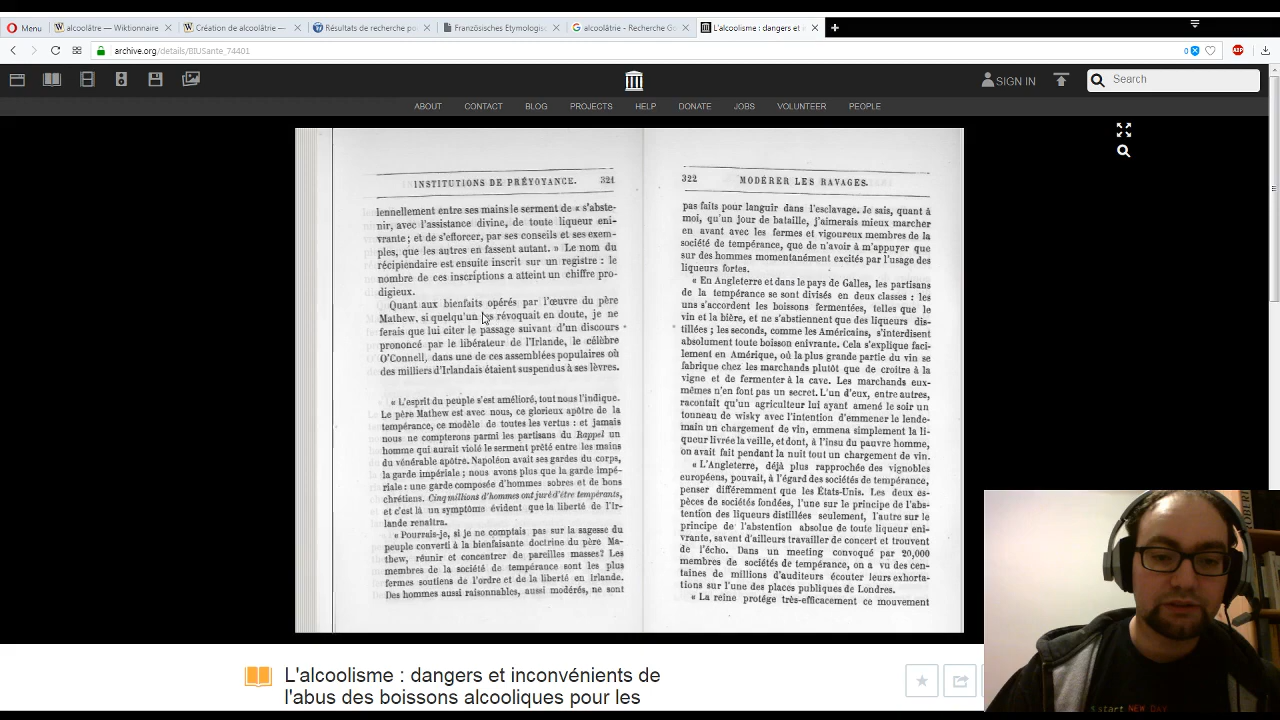 Menu
alcoolâtre — Wiktionnaire
Création de alcoolâtrie —
Résultats de recherche po
Französisches Etymologis
alcoolâtrie - Recherche G
L'alcoolisme : dangers et i
archive.org/details/BIUSante_74401
0
ABP
SIGN IN
Search
ABOUT
CONTACT
BLOG
PROJECTS
HELP
DONATE
JOBS
VOLUNTEER
PEOPLE
INSTITUTIONS DE PRÉVOYANCE. 321
lennellement entre ses mains le serment de « s'abste-
nir, avec l'assistance divine, de toute liqueur eni-
vrante ; et de s'efforcer, par ses conseils et ses exem-
ples, que les autres en fassent autant. » Le nom du
récipiendaire est ensuite inscrit sur un registre : le
nombre de ces inscriptions a atteint un chiffre pro-
digieux.
Quant aux bienfaits opérés par l'œuvre du père
Mathew, si quelqu'un les révoquait en doute, je ne
ferais que lui citer le passage suivant d'un discours
prononcé par le libérateur de l'Irlande, le célèbre
O'Connell, dans une de ces assemblées populaires où
des milliers d'Irlandais étaient suspendus à ses lèvres.
« L'esprit du peuple s'est amélioré, tout nous l'indique.
Le père Mathew est avec nous, ce glorieux apôtre de la
tempérance, ce modèle de toutes les vertus : et jamais
nous ne compterons parmi les partisans du Rappel un
homme qui aurait violé le serment prêté entre les mains
du vénérable apôtre. Napoléon avait ses gardes du corps,
la garde impériale ; nous avons plus que la garde impé-
riale : une garde composée d'hommes sobres et de bons
chrétiens. Cinq millions d'hommes ont juré d'être tempérants,
et c'est là un symptôme évident que la liberté de l'Ir-
lande renaîtra.
« Pourrais-je, si je ne comptais pas sur la sagesse du
peuple converti à la bienfaisante doctrine du père Ma-
thew, réunir et concentrer de pareilles masses? Les
membres de la société de tempérance sont les plus
fermes soutiens de l'ordre et de la liberté en Irlande.
Des hommes aussi raisonnables, aussi modérés, ne sont
322 MODÉRER LES RAVAGES.
pas faits pour languir dans l'esclavage. Je sais, quant à
moi, qu'un jour de bataille, j'aimerais mieux marcher
en avant avec les fermes et vigoureux membres de la
société de tempérance, que de n'avoir à m'appuyer que
sur des hommes momentanément excités par l'usage des
liqueurs fortes.
« En Angleterre et dans le pays de Galles, les partisans
de la tempérance se sont divisés en deux classes : les
uns s'accordent les boissons fermentées, telles que le
vin et la bière, et ne s'abstiennent que des liqueurs dis-
tillées ; les seconds, comme les Américains, s'interdisent
absolument toute boisson enivrante. Cela s'explique faci-
lement en Amérique, où la plus grande partie du vin se
fabrique chez les marchands plutôt que de croître à la
vigne et de fermenter à la cave. Les marchands eux-
mêmes n'en font pas un secret. L'un d'eux, entre autres,
racontait qu'un agriculteur lui ayant amené le soir un
tonneau de wisky avec l'intention d'emmener le lende-
main un chargement de vin, emmena simplement la li-
queur livrée la veille, et dont, à l'insu du pauvre homme,
on avait fait pendant la nuit tout un chargement de vin.
« L'Angleterre, déjà plus rapprochée des vignobles
européens, pouvait, à l'égard des sociétés de tempérance,
penser différemment que les États-Unis. Les deux es-
pèces de sociétés fondées, l'une sur le principe de l'abs-
tention des liqueurs distillées seulement, l'autre sur le
principe de l'abstention absolue de toute liqueur eni-
vrante, savent d'ailleurs travailler de concert et trouvent
de l'écho. Dans un meeting convoqué par 20,000
membres de sociétés de tempérance, on a vu des cen-
taines de millions d'auditeurs écouter leurs exhorta-
tions sur l'une des places publiques de Londres.
« La reine protége très-efficacement ce mouvement
L'alcoolisme : dangers et inconvénients de
l'abus des boissons alcooliques pour les
start NEW DAY